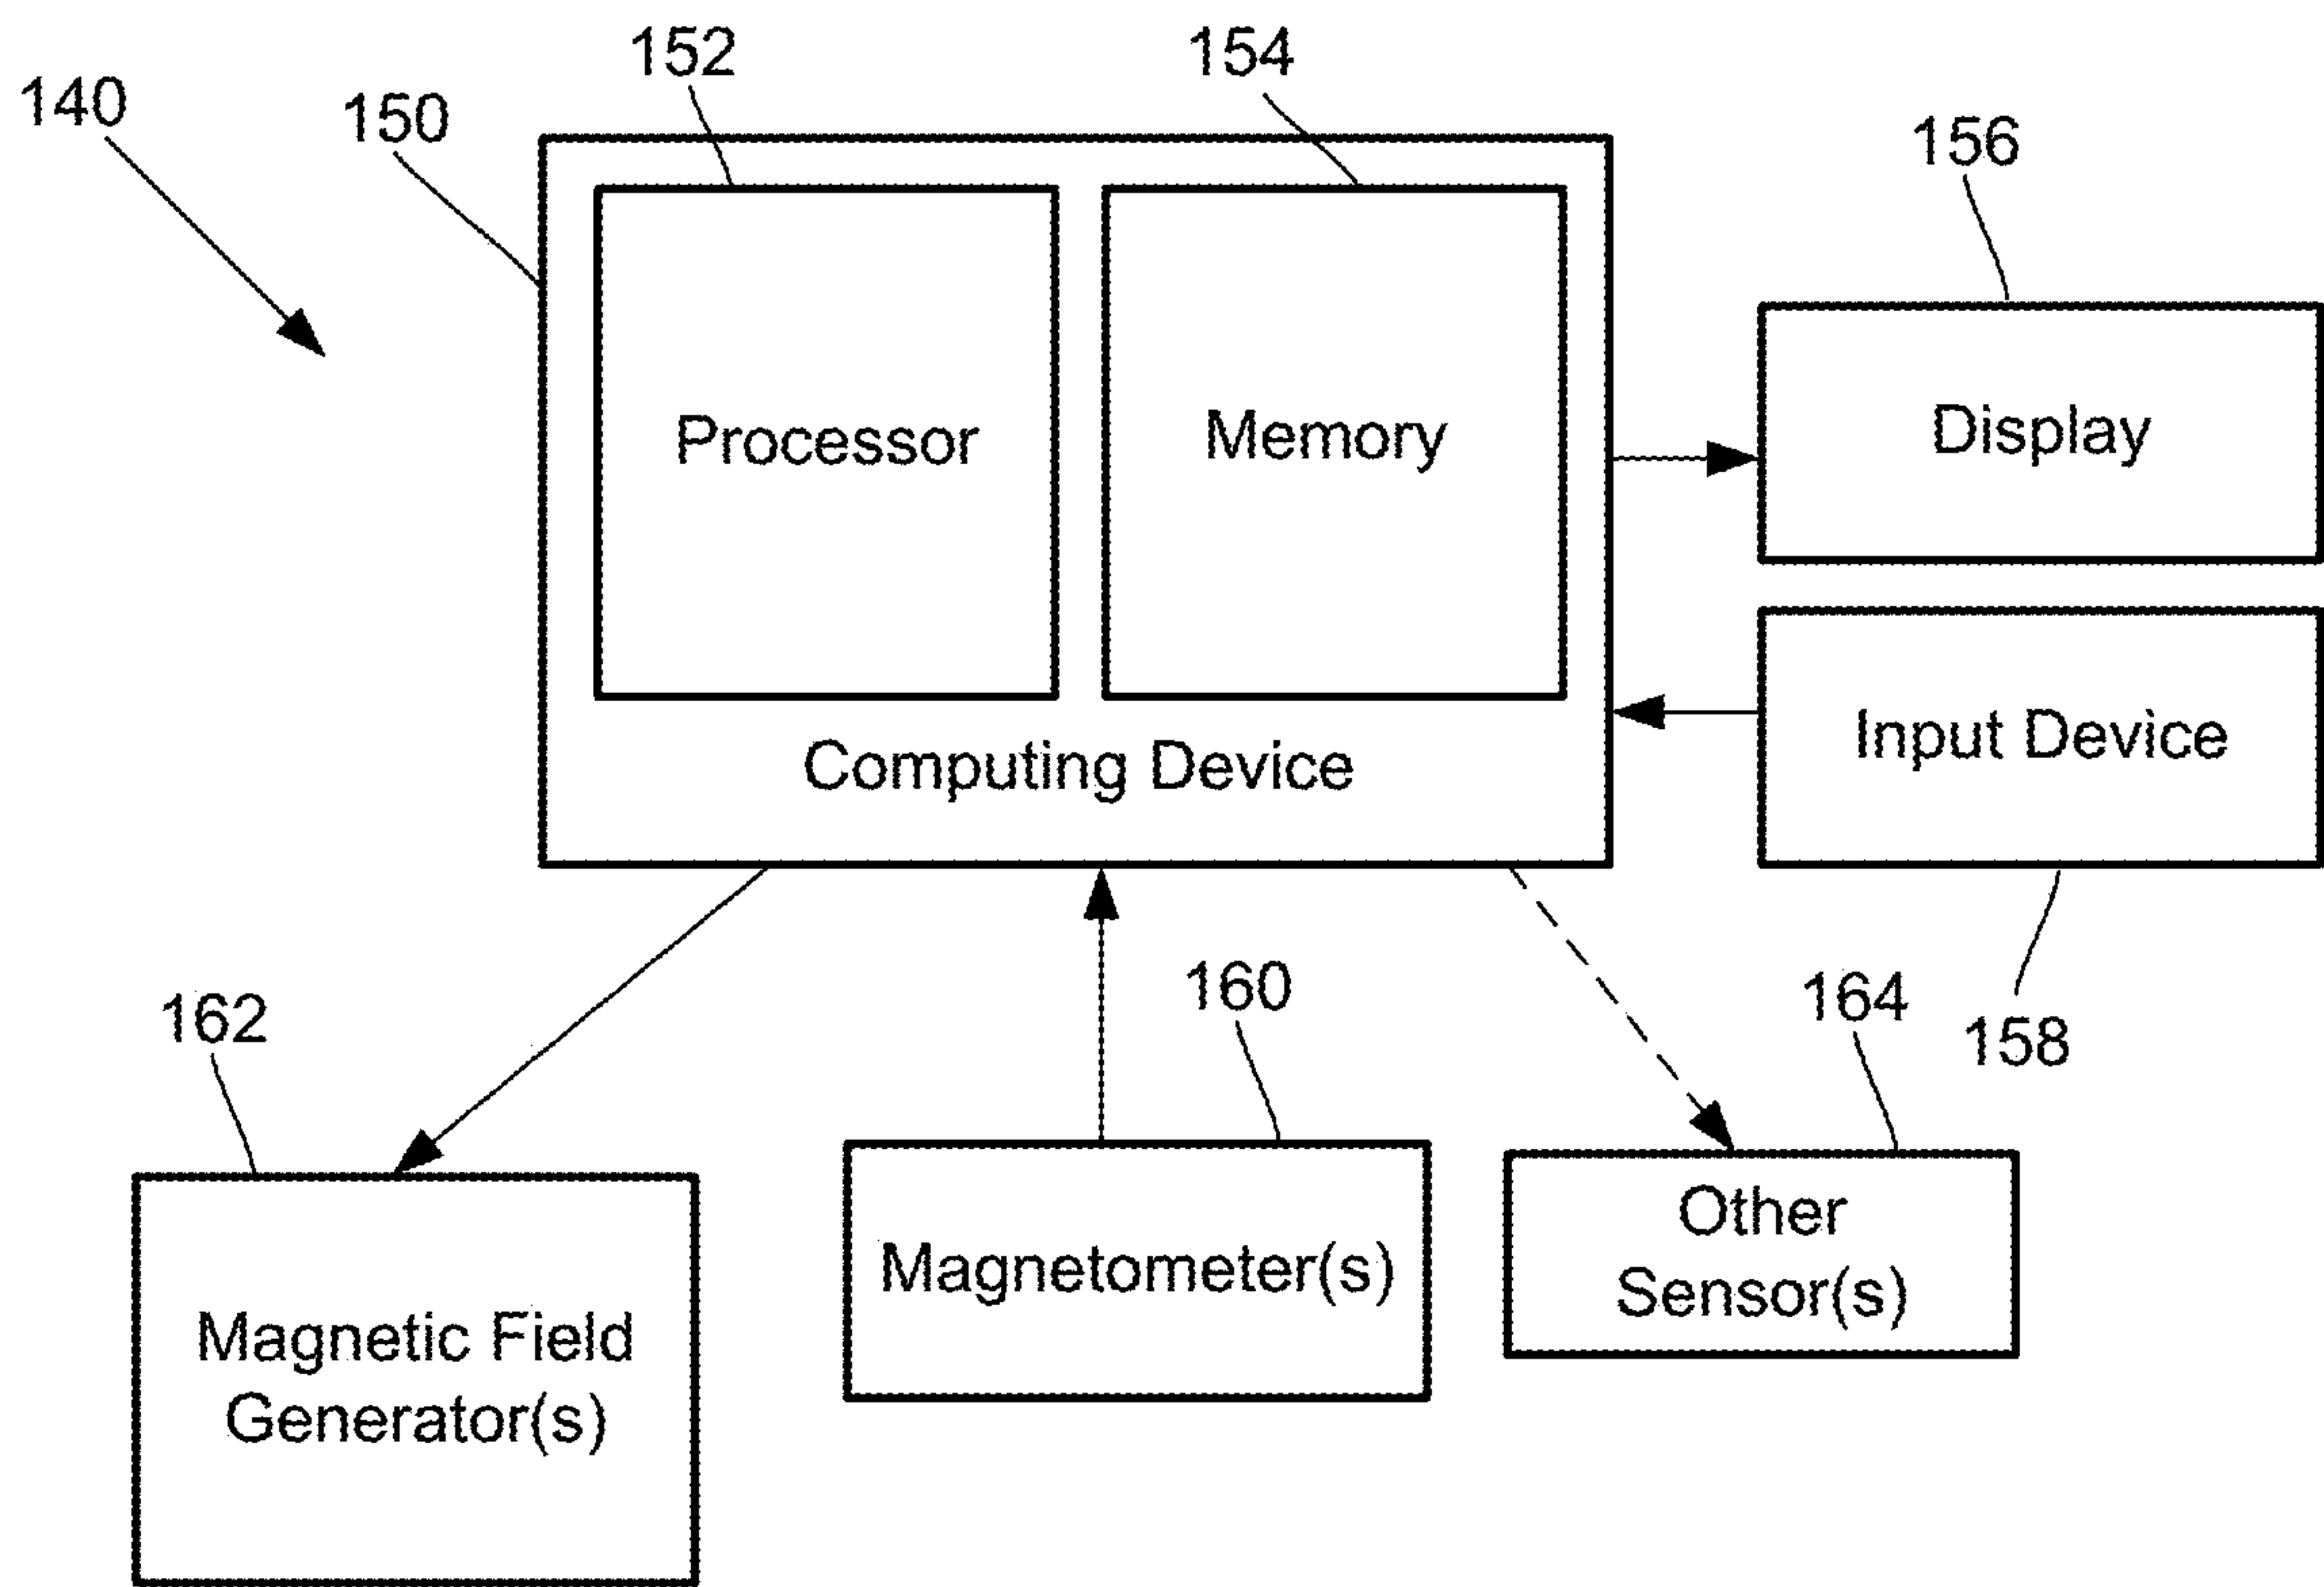 152
154
140
150
156
Processor
Memory
Display
Input Device
Computing Device
162
160
164
158
Other
Sensor(s)
Magnetometer(s)
Magnetic Field
Generator(s)